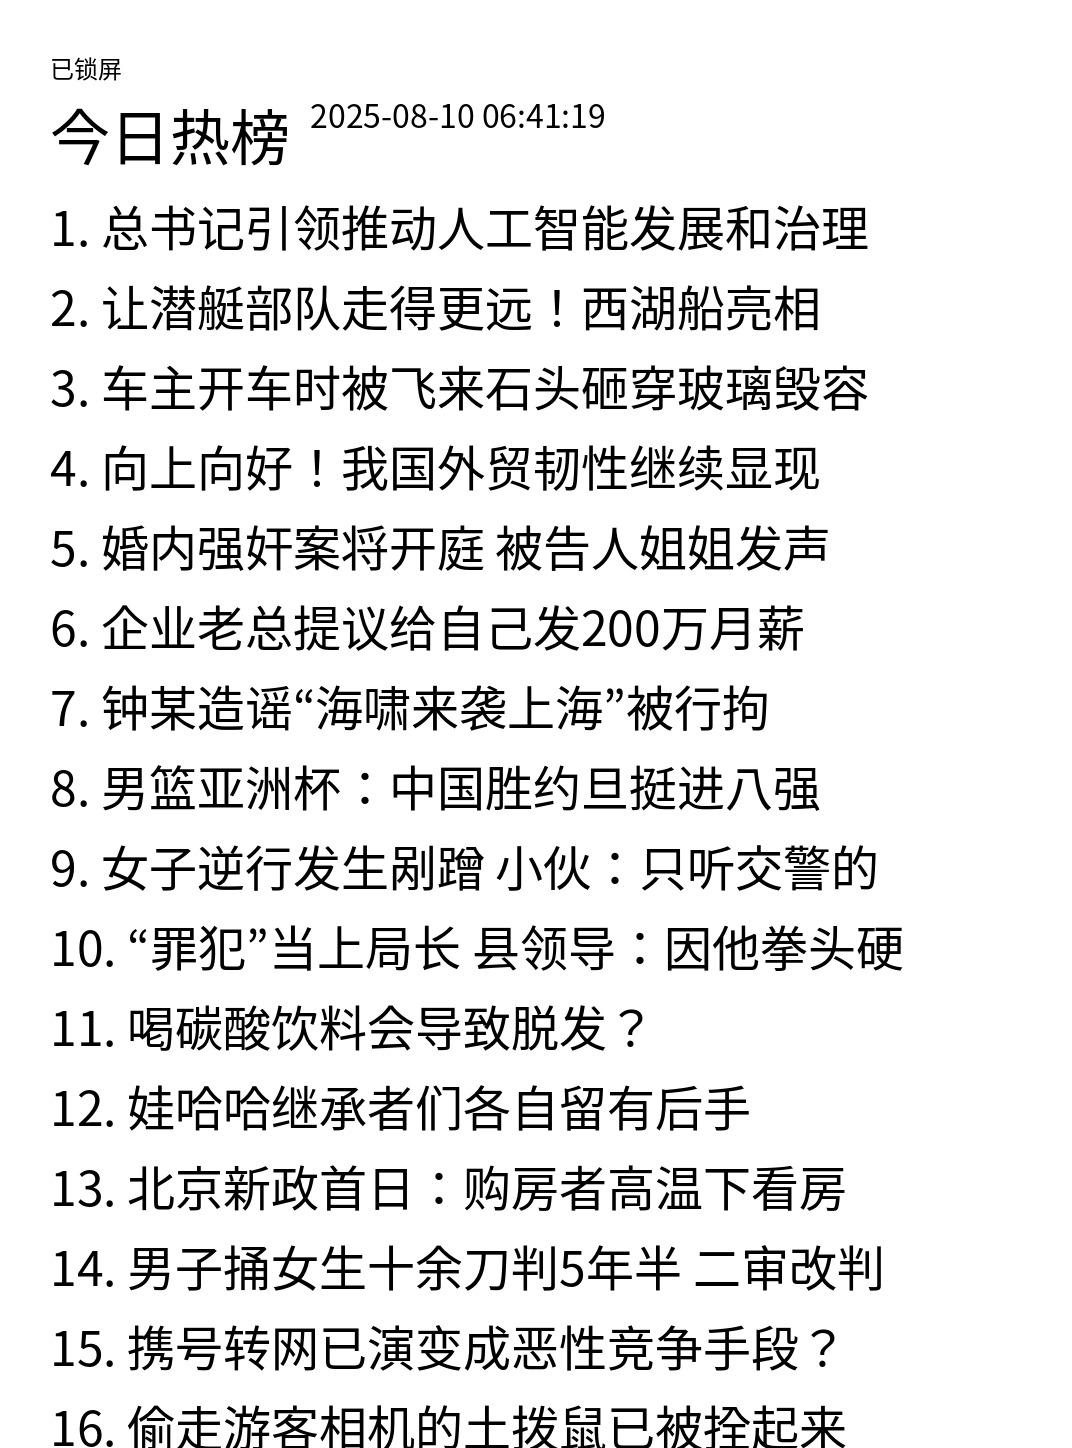 已锁屏
今日热榜 2025-08-10 06:41:19
1. 总书记引领推动人工智能发展和治理
2. 让潜艇部队走得更远！西湖船亮相
3. 车主开车时被飞来石头砸穿玻璃毁容
4. 向上向好！我国外贸韧性继续显现
5. 婚内强奸案将开庭 被告人姐姐发声
6. 企业老总提议给自己发200万月薪
7. 钟某造谣“海啸来袭上海”被行拘
8. 男篮亚洲杯：中国胜约旦挺进八强
9. 女子逆行发生剐蹭 小伙：只听交警的
10. “罪犯”当上局长 县领导：因他拳头硬
11. 喝碳酸饮料会导致脱发？
12. 娃哈哈继承者们各自留有后手
13. 北京新政首日：购房者高温下看房
14. 男子捅女生十余刀判5年半 二审改判
15. 携号转网已演变成恶性竞争手段？
16. 偷走游客相机的土拨鼠已被拴起来